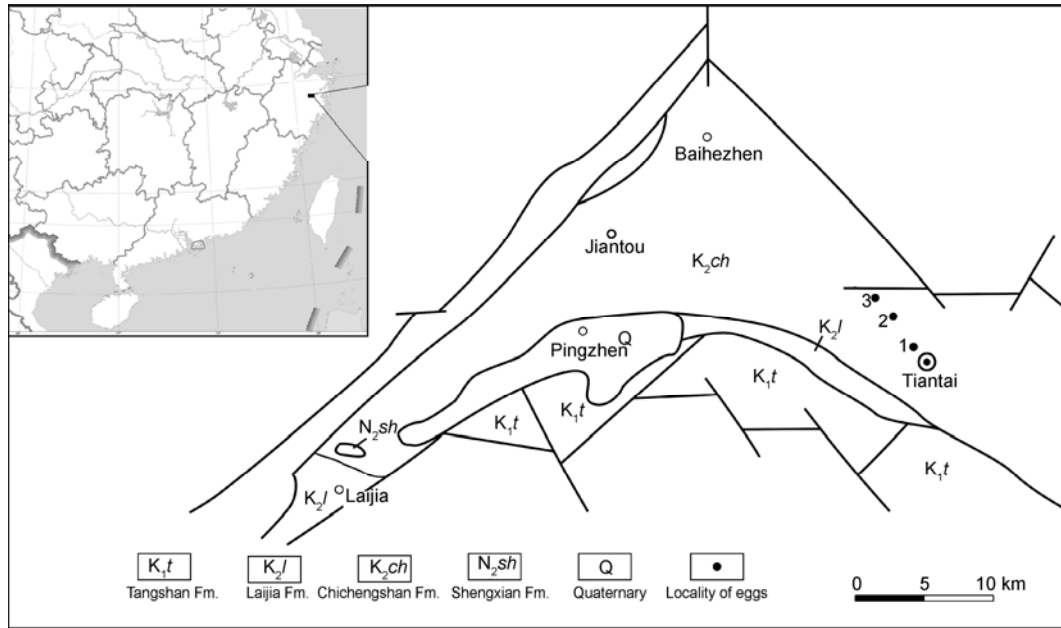 Baihezhen
Jiantou
K₂ch
3
2
K₂l
1
Pingzhen
Q
Tiantai
K₁t
K₁t
K₁t
N₂sh
K₁t
K₂l
Laijia
K₁t
K₂l
K₂ch
N₂sh
Q
Tangshan Fm.
Laijia Fm.
Chichengshan Fm.
Shengxian Fm.
Quaternary
Locality of eggs
0 5 10 km